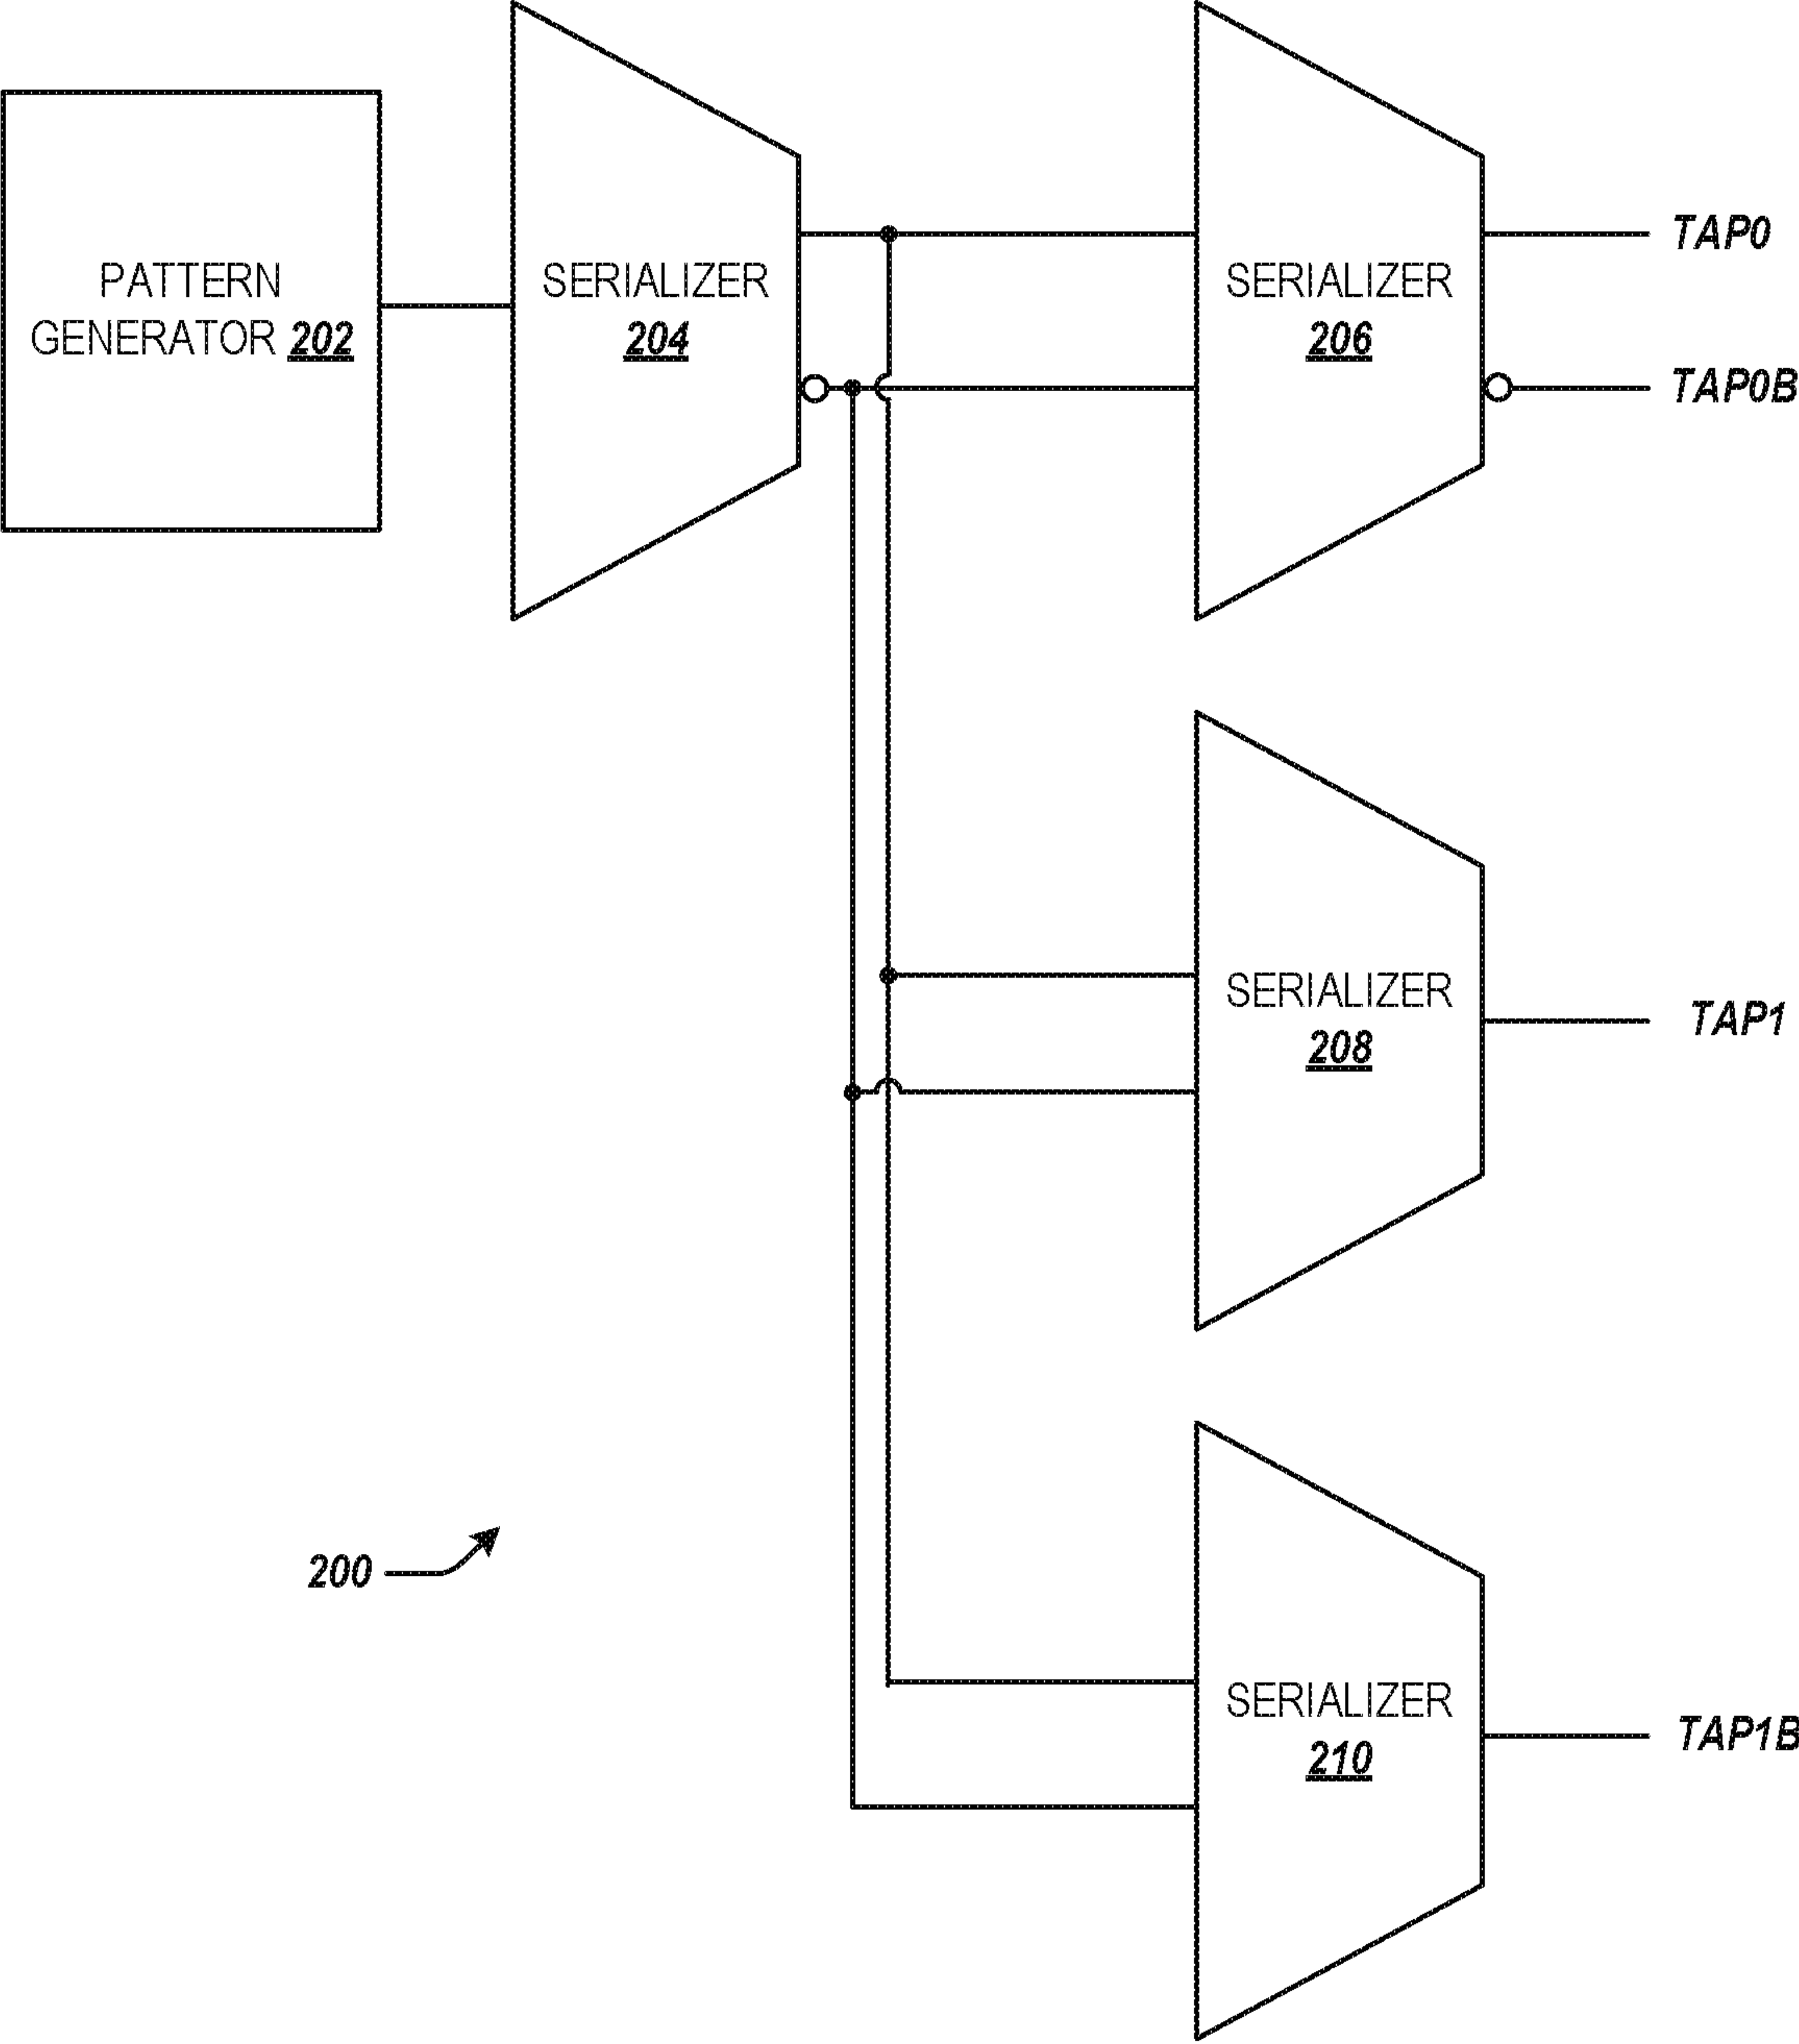 PATTERN
GENERATOR 202
SERIALIZER
204
SERIALIZER
206
TAP0
TAP0B
SERIALIZER
208
TAP1
200
SERIALIZER
210
TAP1B